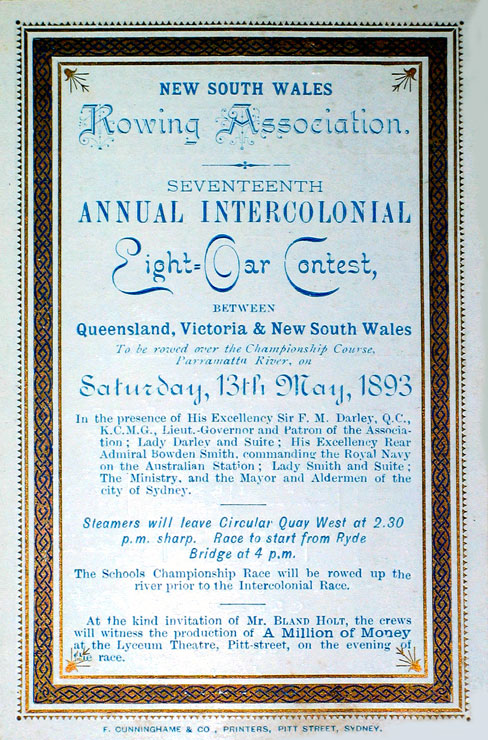 NEW SOUTH WALES
Rowing Association.
SEVENTEENTH
ANNUAL INTERCOLONIAL
Eight=Oar Contest,
BETWEEN
Queensland, Victoria & New South Wales
To be rowed over the Championship Course,
Parramatta River, on
Saturday, 13th May, 1893
In the presence of His Excellency Sir F. M. Darley, Q.C.,
K.C.M.G., Lieut.-Governor and Patron of the Associa-
tion ; Lady Darley and Suite ; His Excellency Rear
Admiral Bowden Smith, commanding the Royal Navy
on the Australian Station ; Lady Smith and Suite ;
The Ministry, and the Mayor and Aldermen of the
city of Sydney.
Steamers will leave Circular Quay West at 2.30
p.m. sharp. Race to start from Ryde
Bridge at 4 p.m.
The Schools Championship Race will be rowed up the
river prior to the Intercolonial Race.
At the kind invitation of Mr. BLAND HOLT, the crews
will witness the production of A Million of Money
at the Lyceum Theatre, Pitt-street, on the evening of
the race.
F. CUNNINGHAME & CO., PRINTERS, PITT STREET, SYDNEY.